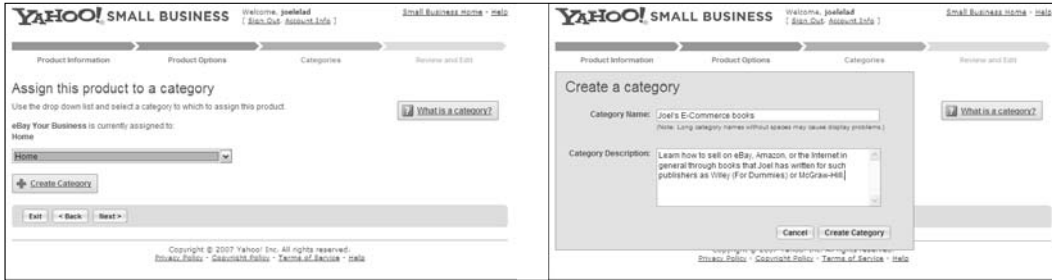 YAHOO! SMALL BUSINESS
Welcome, joelelad
[ Sign Out, Account Info ]
Small Business Home - Help
Product Information
Product Options
Categories
Review and Edit
Assign this product to a category
Use the drop down list and select a category to which to assign this product
eBay Your Business is currently assigned to:
Home
Home
What is a category?
Create Category
Exit
< Back
Next >
Copyright © 2007 Yahoo! Inc. All rights reserved.
Privacy Policy - Copyright Policy - Terms of Service - Help
YAHOO! SMALL BUSINESS
Welcome, joelelad
[ Sign Out, Account Info ]
Small Business Home - Help
Product Information
Product Options
Categories
Review and Edit
Create a category
Category Name: Joel's E-Commerce books
(Note: Long category names without spaces may cause display problems.)
Category Description: Learn how to sell on eBay, Amazon, or the Internet in
general through books that Joel has written for such
publishers as Wiley (For Dummies) or McGraw-Hill.
What is a category?
Cancel
Create Category
Privacy Policy - Copyright Policy - Terms of Service - Help